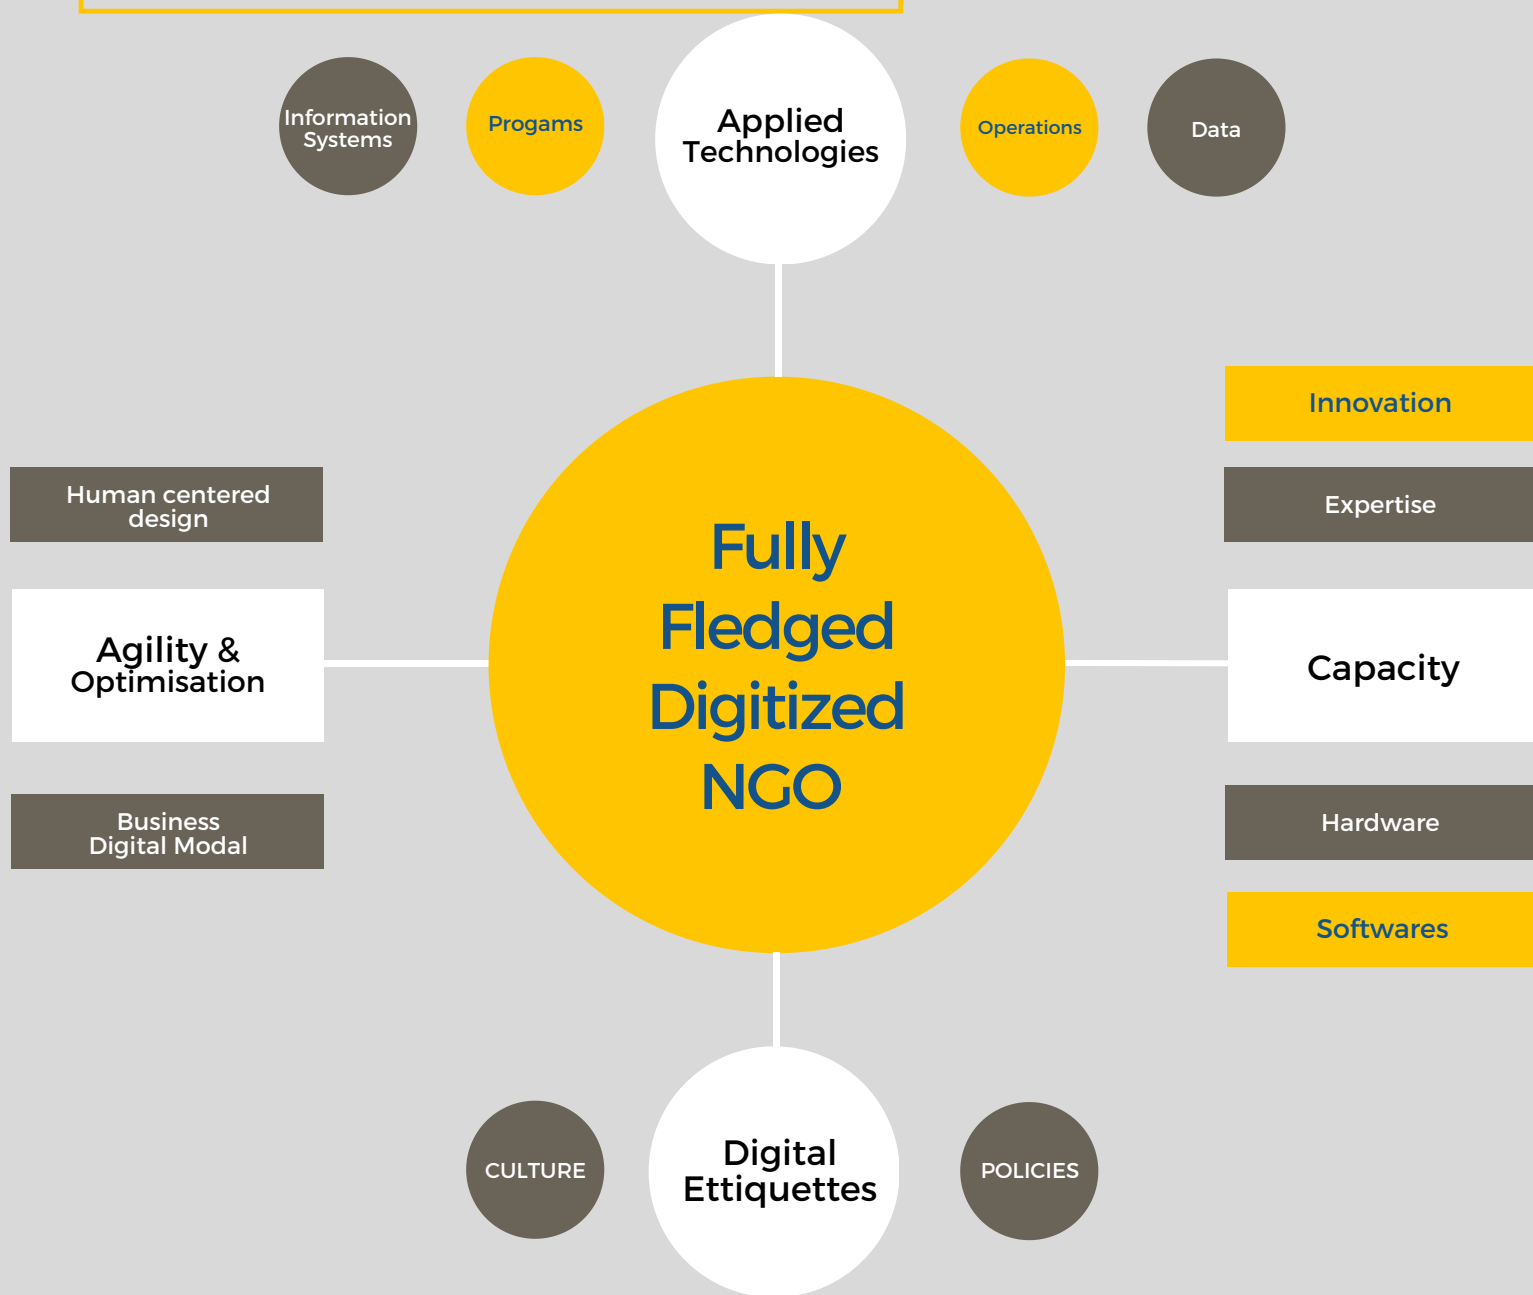 Information
Systems
Progams
Applied
Technologies
Operations
Data
Innovation
Human centered
design
Expertise
Fully
Fledged
Digitized
NGO
Agility &
Optimisation
Capacity
Business
Digital Modal
Hardware
Softwares
CULTURE
Digital
Ettiquettes
POLICIES